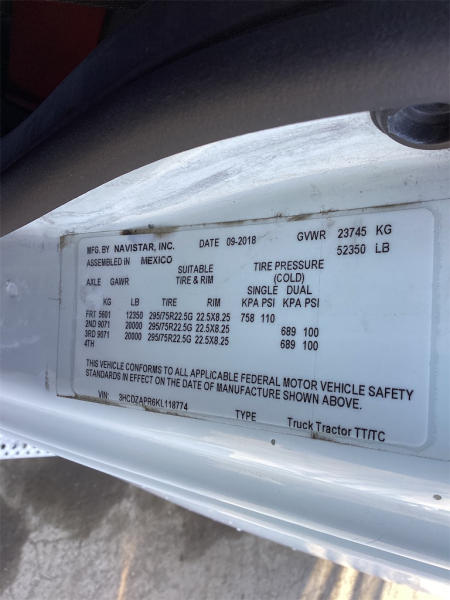 MFG. BY NAVISTAR, INC. DATE 09-2018 GVWR 23745 KG
ASSEMBLED IN MEXICO 52350 LB
SUITABLE TIRE PRESSURE
AXLE GAWR TIRE & RIM (COLD)
SINGLE DUAL
KG LB TIRE RIM KPA PSI KPA PSI
FRT 5601 12350 295/75R22.5G 22.5X8.25 758 110
2ND 9071 20000 295/75R22.5G 22.5X8.25 689 100
3RD 9071 20000 295/75R22.5G 22.5X8.25 689 100
4TH
THIS VEHICLE CONFORMS TO ALL APPLICABLE FEDERAL MOTOR VEHICLE SAFETY
STANDARDS IN EFFECT ON THE DATE OF MANUFACTURE SHOWN ABOVE.
VIN: 3HCDZAPR6KL118774 TYPE Truck Tractor TT/TC